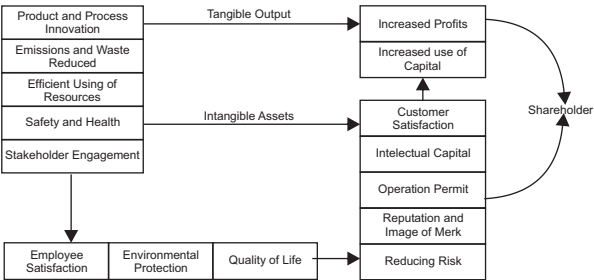 Product and Process
Innovation
Emissions and Waste
Reduced
Efficient Using of
Resources
Safety and Health
Stakeholder Engagement
Tangible Output
Intangible Assets
Increased Profits
Increased use of
Capital
Customer
Satisfaction
Intelectual Capital
Operation Permit
Reputation and
Image of Merk
Reducing Risk
Shareholder
Employee
Satisfaction
Environmental
Protection
Quality of Life